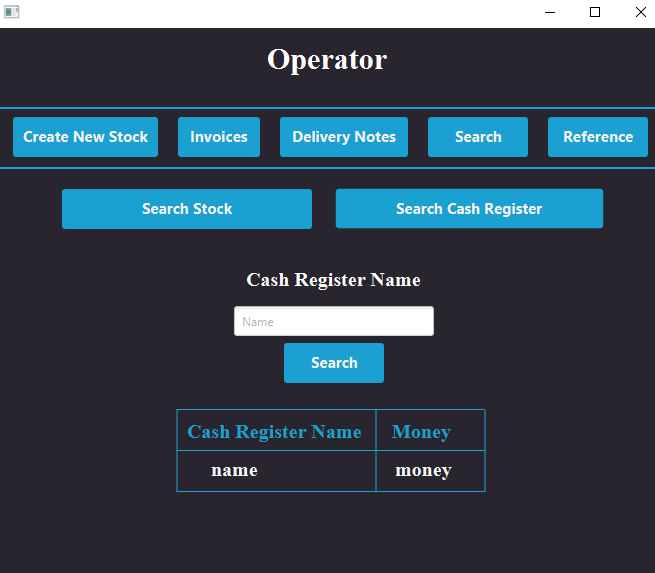 Operator
Create New Stock Invoices Delivery Notes Search Reference
Search Stock Search Cash Register
Cash Register Name
Name
Search
Cash Register Name Money
name money